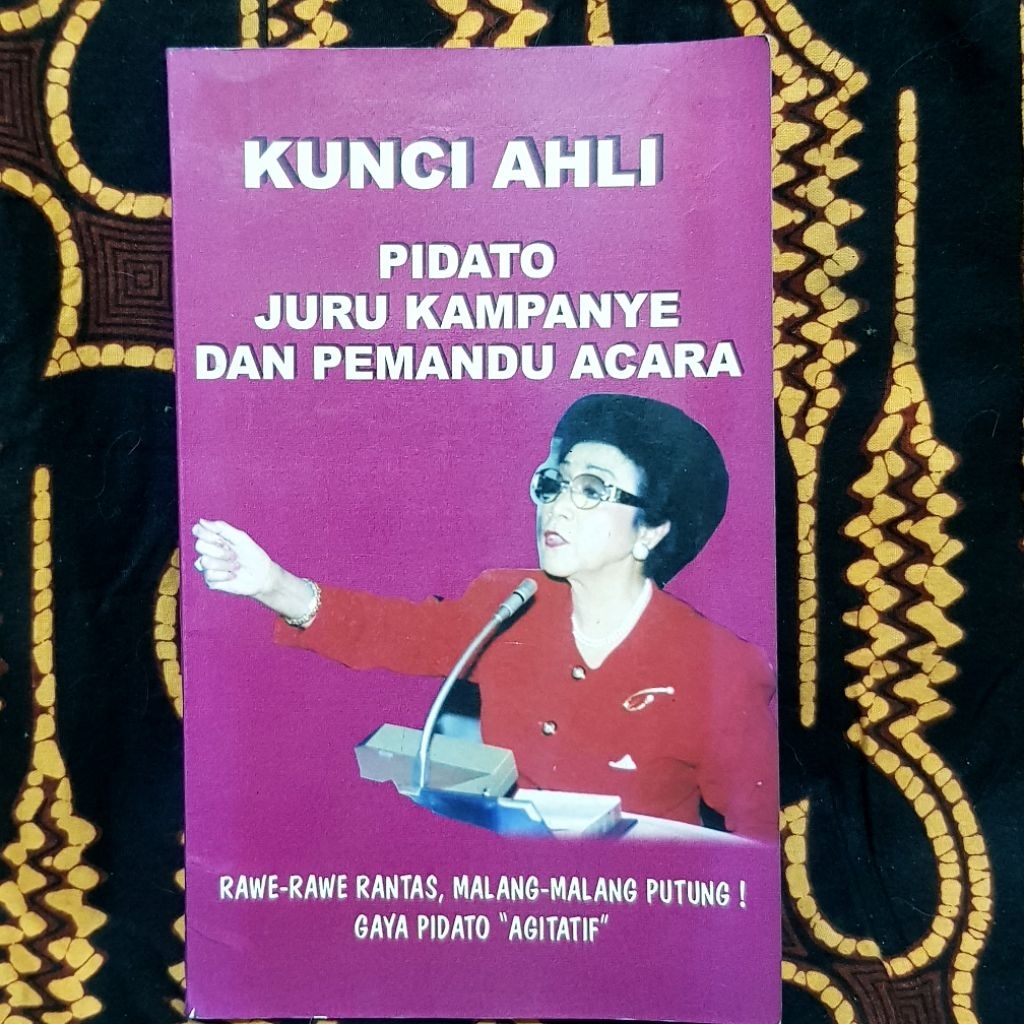 KUNCI AHLI
PIDATO
JURU KAMPANYE
DAN PEMANDU ACARA
RAWE-RAWE RANTAS, MALANG-MALANG PUTUNG !
GAYA PIDATO "AGITATIF"